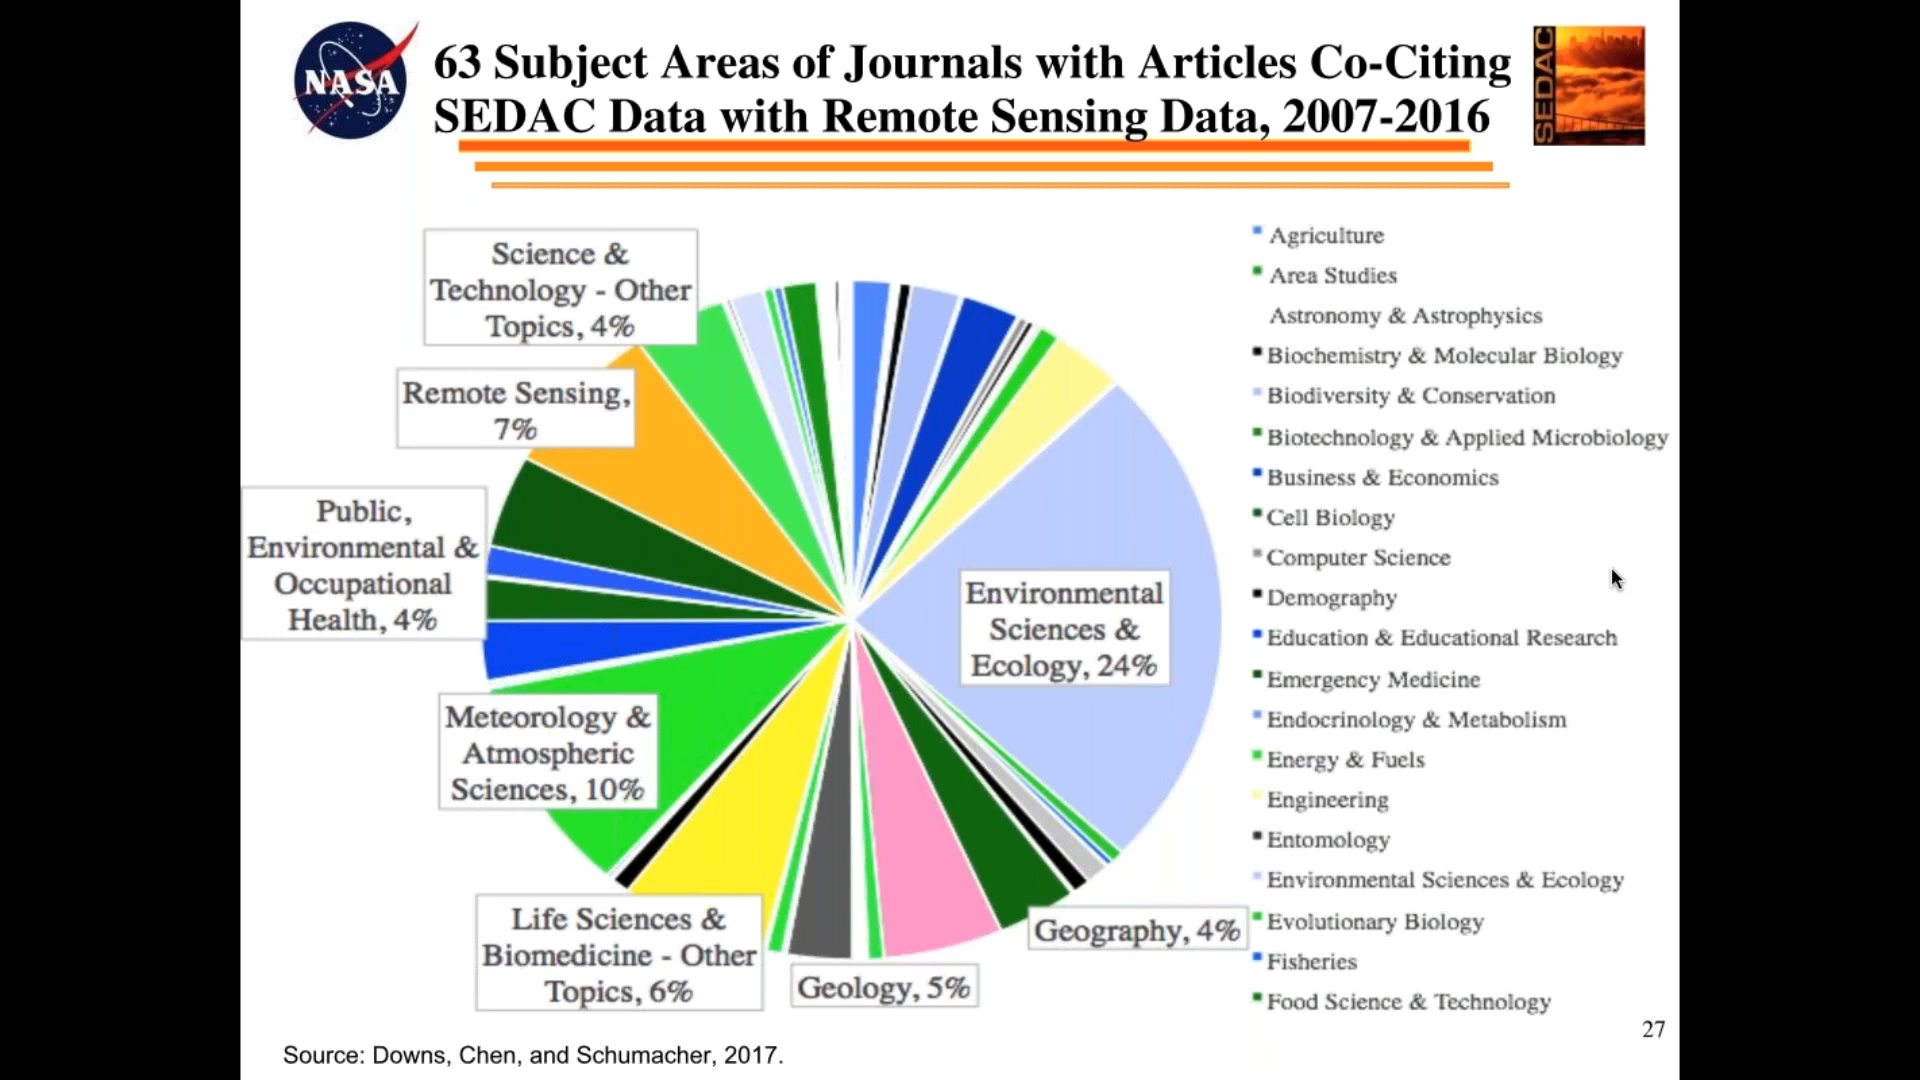 NASA
63 Subject Areas of Journals with Articles Co-Citing
SEDAC Data with Remote Sensing Data, 2007-2016
SEDAC
Science &
Technology - Other
Topics, 4%
Remote Sensing,
7%
Public,
Environmental &
Occupational
Health, 4%
Meteorology &
Atmospheric
Sciences, 10%
Life Sciences &
Biomedicine - Other
Topics, 6%
Geology, 5%
Geography, 4%
Environmental
Sciences &
Ecology, 24%
Agriculture
Area Studies
Astronomy & Astrophysics
Biochemistry & Molecular Biology
Biodiversity & Conservation
Biotechnology & Applied Microbiology
Business & Economics
Cell Biology
Computer Science
Demography
Education & Educational Research
Emergency Medicine
Endocrinology & Metabolism
Energy & Fuels
Engineering
Entomology
Environmental Sciences & Ecology
Evolutionary Biology
Fisheries
Food Science & Technology
27
Source: Downs, Chen, and Schumacher, 2017.